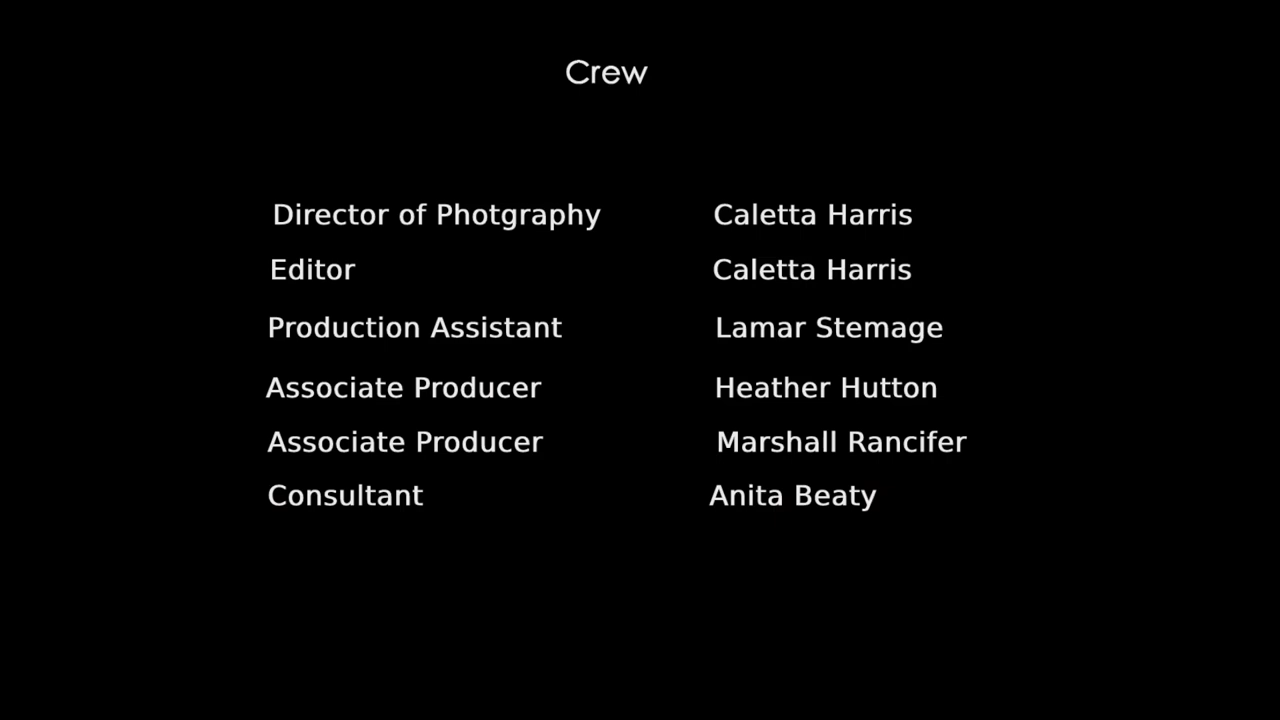 Crew
Director of Photgraphy Caletta Harris
Editor Caletta Harris
Production Assistant Lamar Stemage
Associate Producer Heather Hutton
Associate Producer Marshall Rancifer
Consultant Anita Beaty